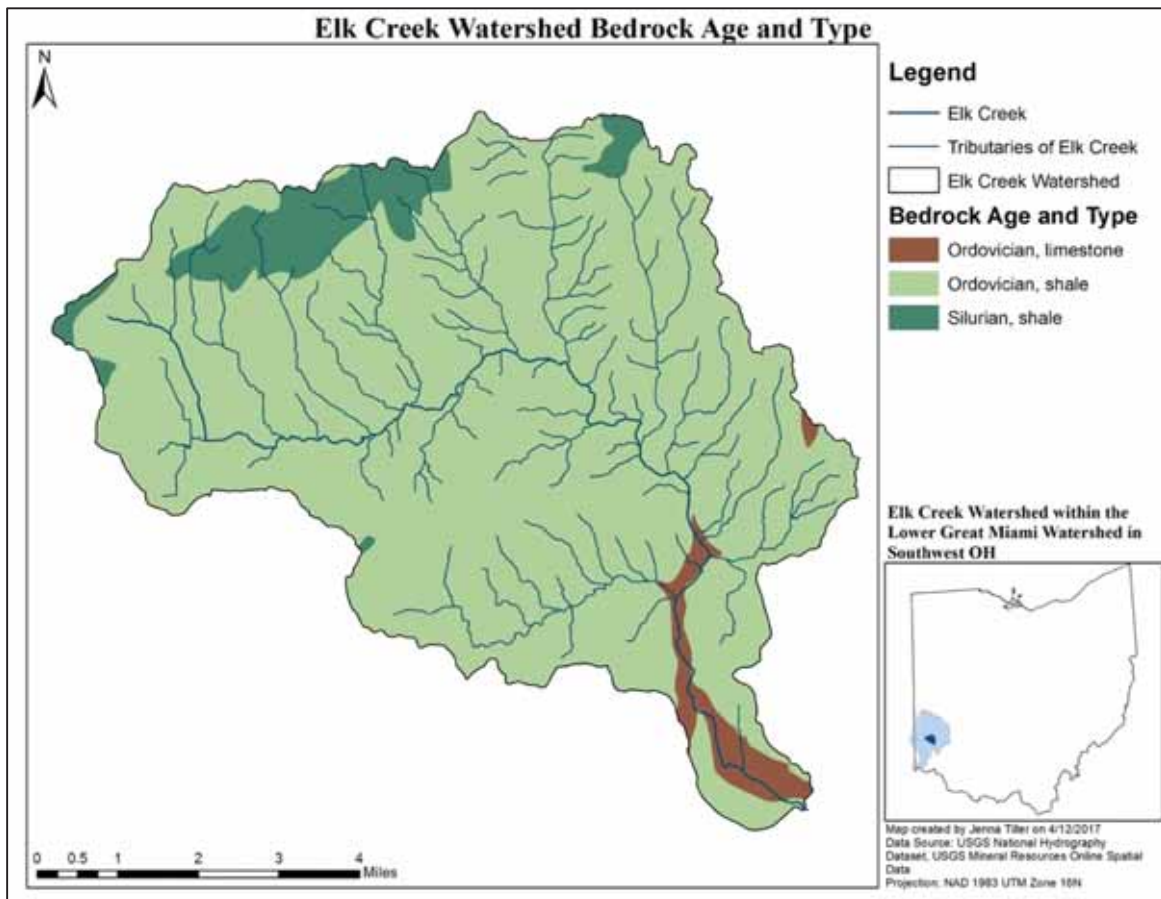 Elk Creek Watershed Bedrock Age and Type
N
Legend
Elk Creek
Tributaries of Elk Creek
Elk Creek Watershed
Bedrock Age and Type
Ordovician, limestone
Ordovician, shale
Silurian, shale
Elk Creek Watershed within the
Lower Great Miami Watershed in
Southwest OH
Map created by Jenna Tiller on 4/12/2017
Data Source: USGS National Hydrography
Dataset, USGS Mineral Resources Online Spatial
Data
Projection: NAD 1983 UTM Zone 16N
0 0.5 1 2 3 4
Miles